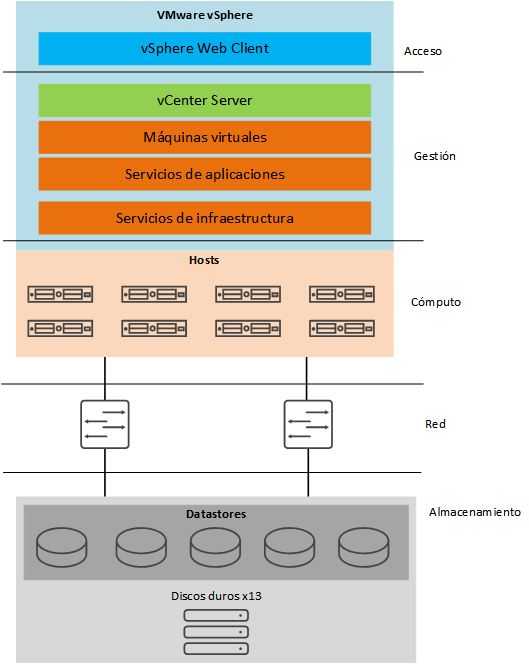 VMware vSphere
vSphere Web Client
Acceso
vCenter Server
Máquinas virtuales
Gestión
Servicios de aplicaciones
Servicios de infraestructura
Hosts
Cómputo
Red
Almacenamiento
Datastores
Discos duros x13